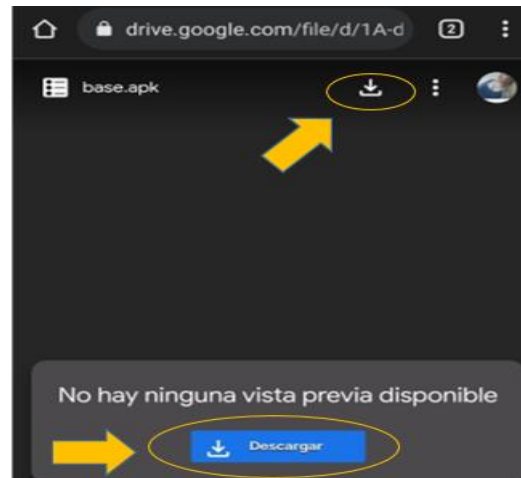 drive.google.com/file/d/1A-d
2
base.apk
No hay ninguna vista previa disponible
Descargar